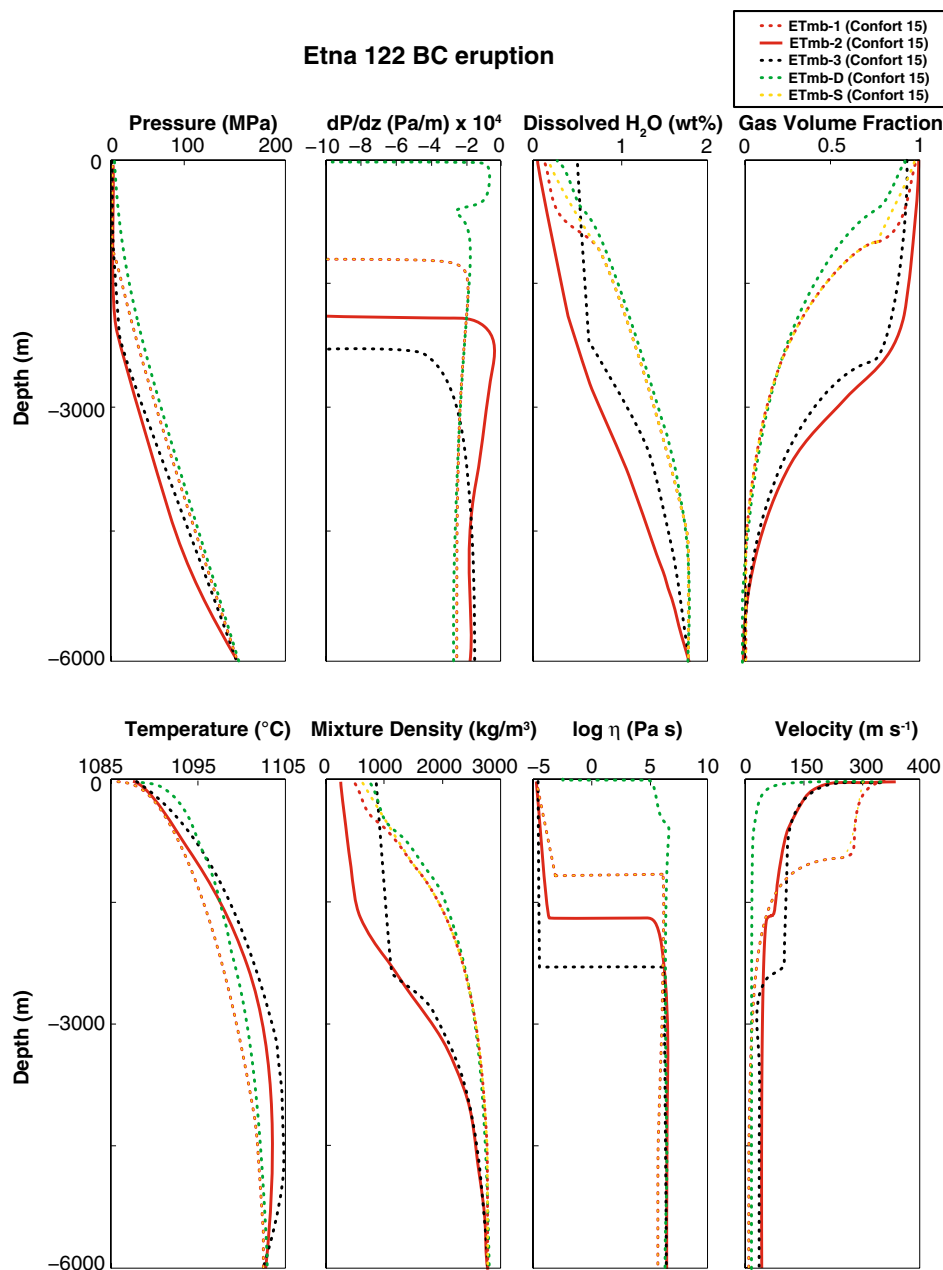 Etna 122 BC eruption
ETmb-1 (Confort 15)
ETmb-2 (Confort 15)
ETmb-3 (Confort 15)
ETmb-D (Confort 15)
ETmb-S (Confort 15)
Pressure (MPa) dP/dz (Pa/m) x 10⁴ Dissolved H₂O (wt%) Gas Volume Fraction
0 100 200 −10 −8 −6 −4 −2 0 0 1 2 0 0.5 1
0
Depth (m)
−3000
−6000
Temperature (°C) Mixture Density (kg/m³) log η (Pa s) Velocity (m s⁻¹)
1085 1095 1105 0 1000 2000 3000 −5 0 5 10 0 150 300 400
0
Depth (m)
−3000
−6000